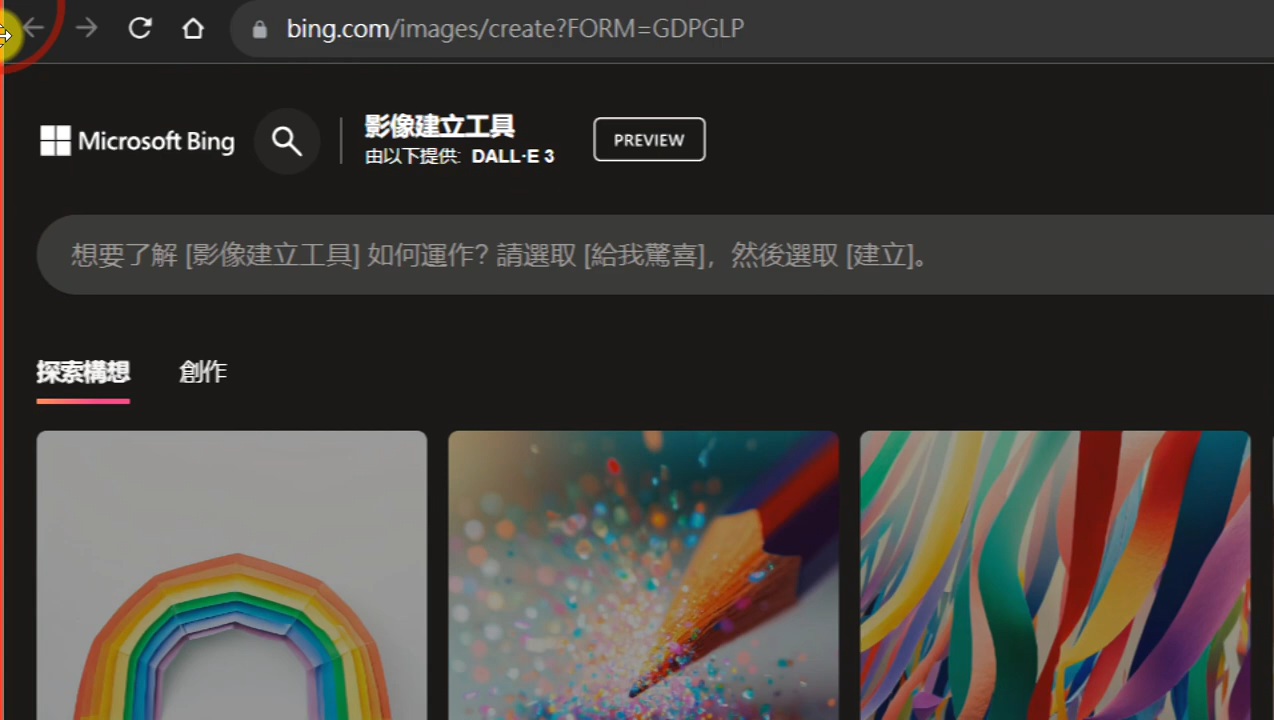 bing.com/images/create?FORM=GDPGLP
Microsoft Bing
影像建立工具
由以下提供: DALL·E 3
PREVIEW
想要了解 [影像建立工具] 如何運作? 請選取 [給我驚喜]，然後選取 [建立]。
探索構想
創作